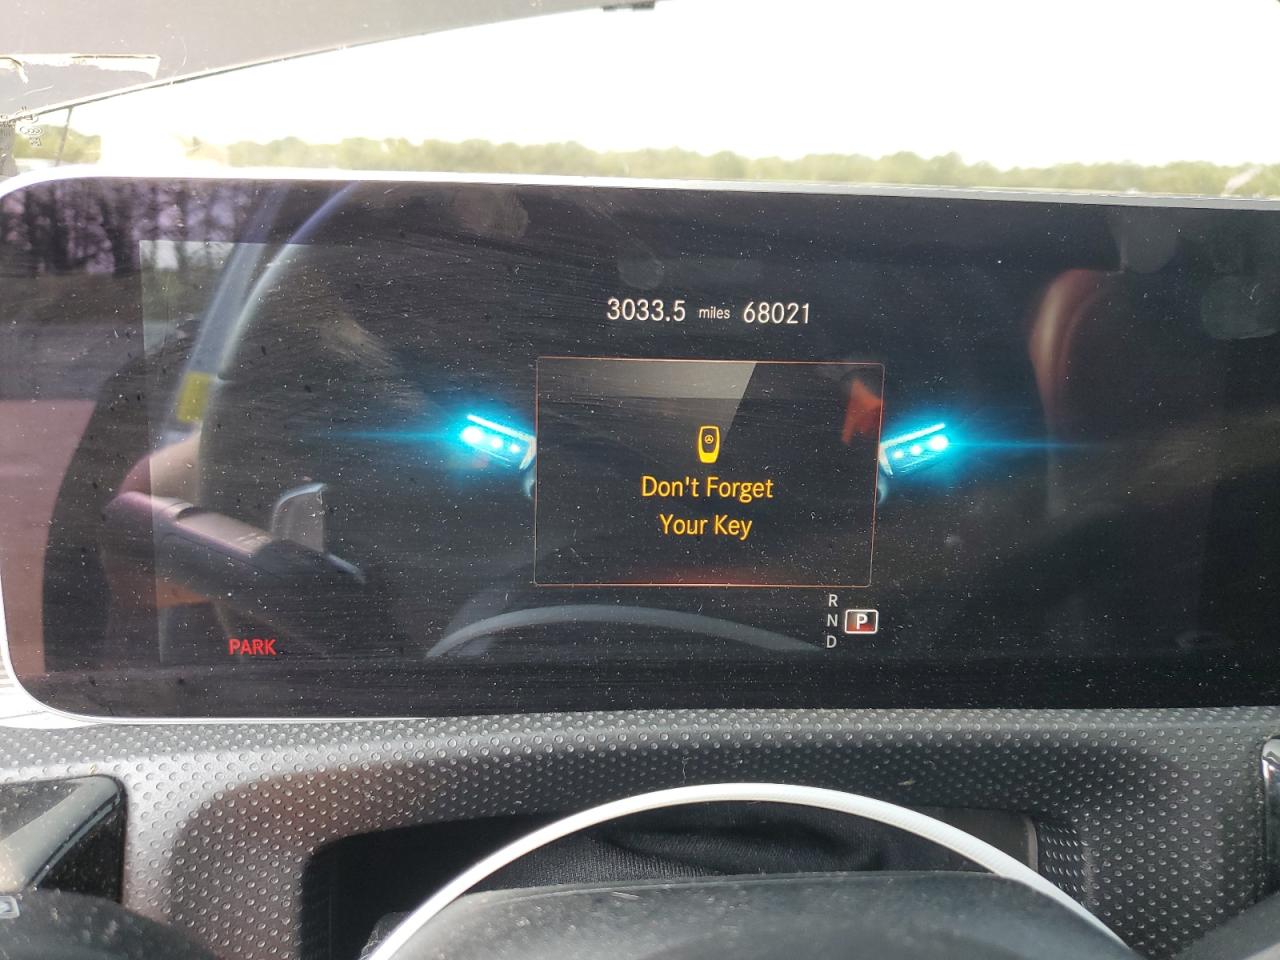 3033.5 miles 68021
Don't Forget
Your Key
R
N P
D
PARK